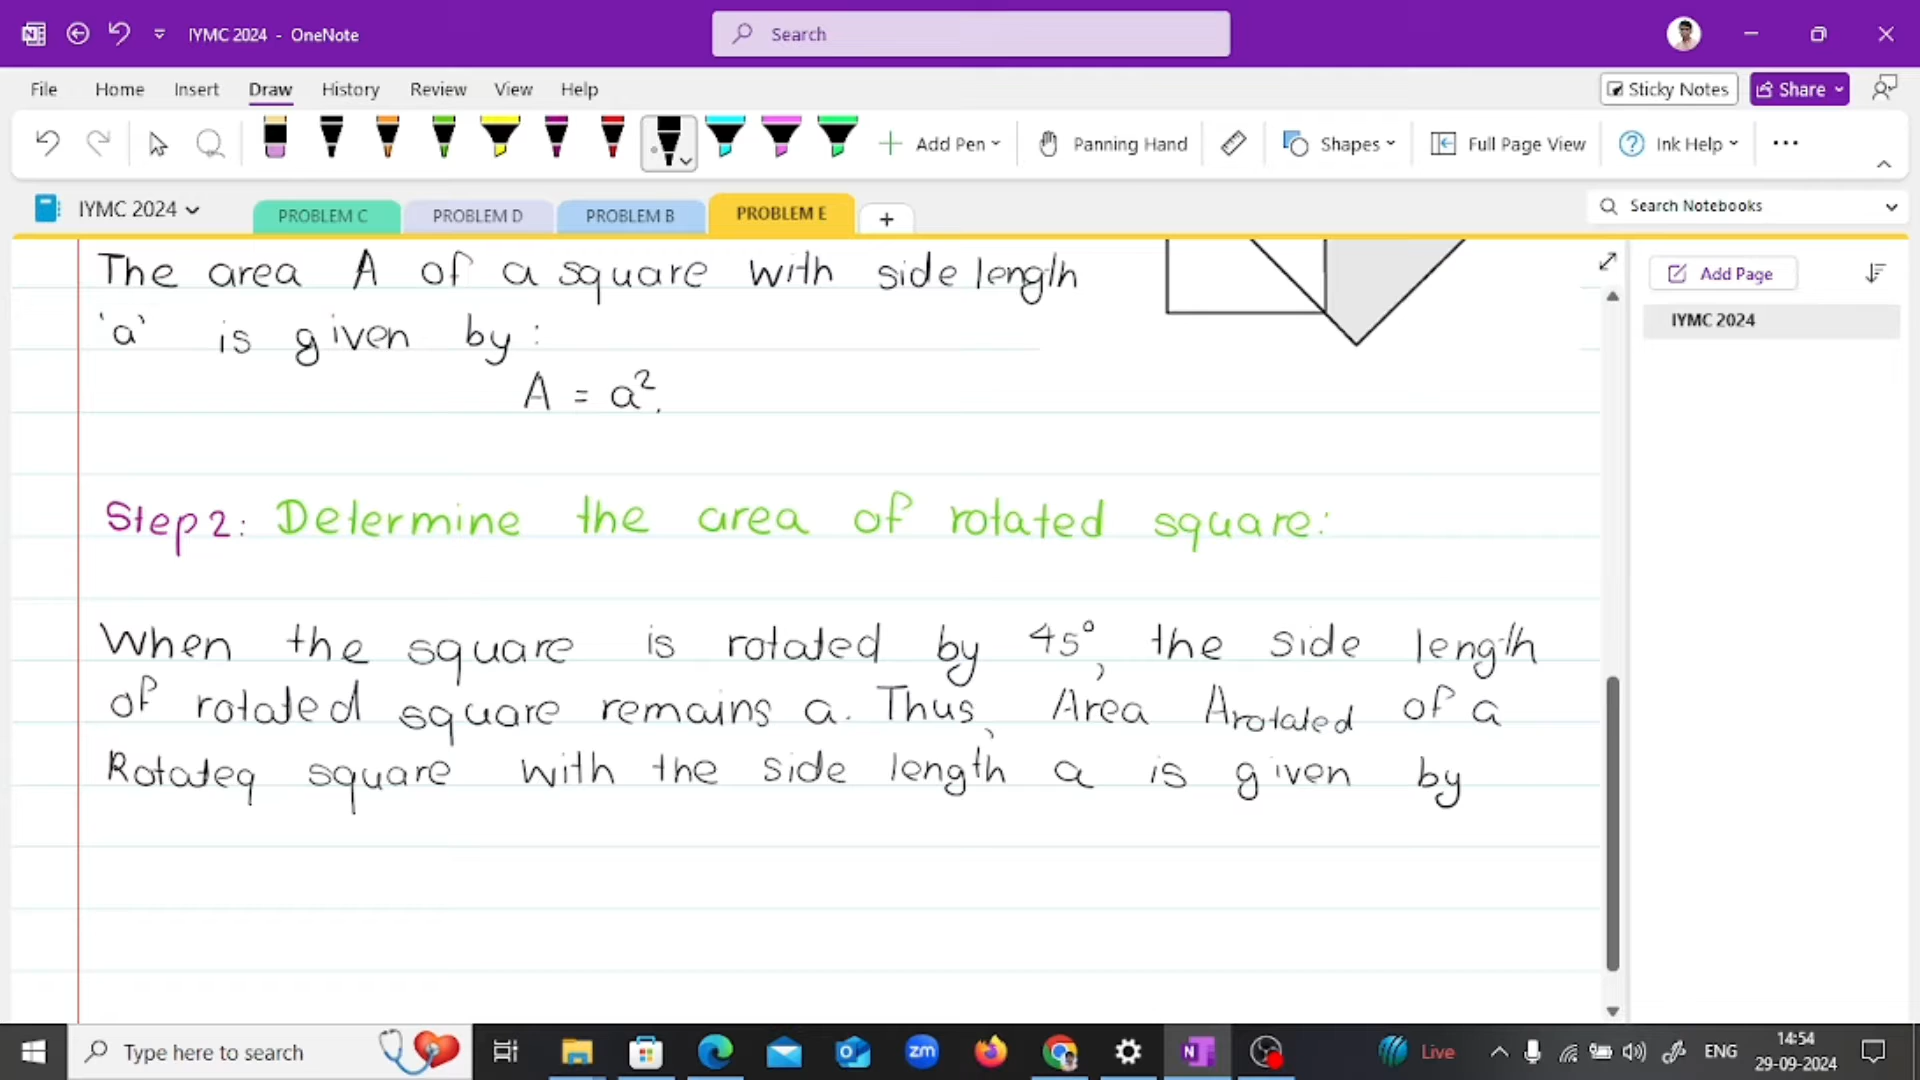 IYMC 2024 - OneNote
Search
File Home Insert Draw History Review View Help
Sticky Notes Share
Add Pen Panning Hand Shapes Full Page View Ink Help
IYMC 2024 PROBLEM C PROBLEM D PROBLEM B PROBLEM E +
Search Notebooks
Add Page
IYMC 2024
The area A of a square with side length
'a' is given by :
A = a².
Step 2: Determine the area of rotated square:
When the square is rotated by 45°, the side length
of rotated square remains a. Thus, Area Arotated of a
Rotateq square with the side length a is given by
Type here to search
zm
N
Live
ENG
14:54
29-09-2024